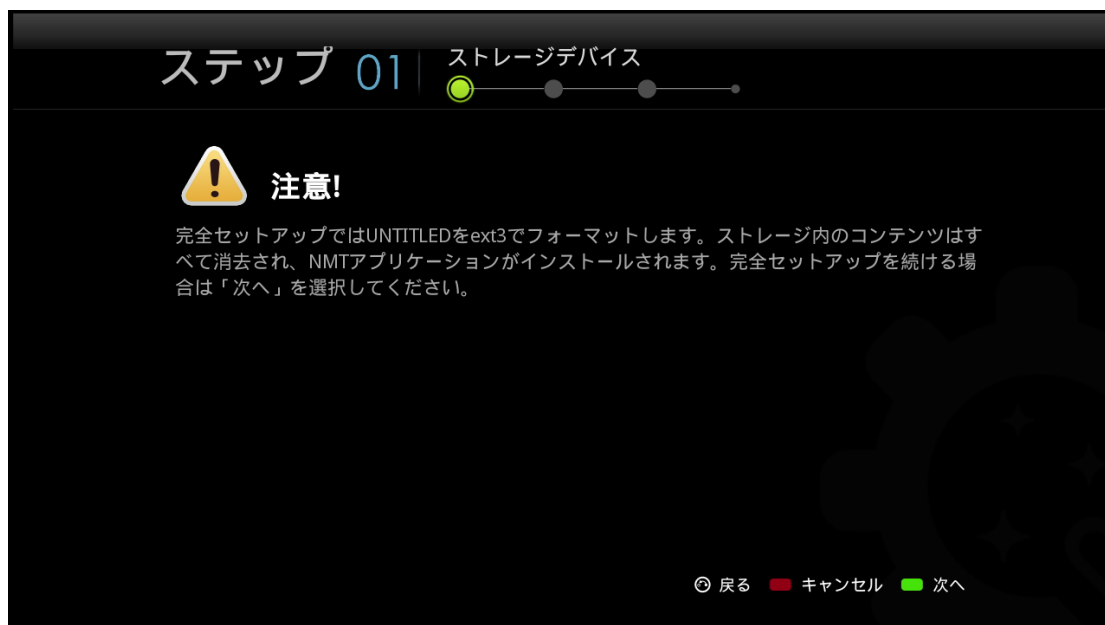 ステップ 01
ストレージデバイス
注意!
完全セットアップではUNTITLEDをext3でフォーマットします。ストレージ内のコンテンツはす
べて消去され、NMTアプリケーションがインストールされます。完全セットアップを続ける場
合は「次へ」を選択してください。
戻る キャンセル 次へ